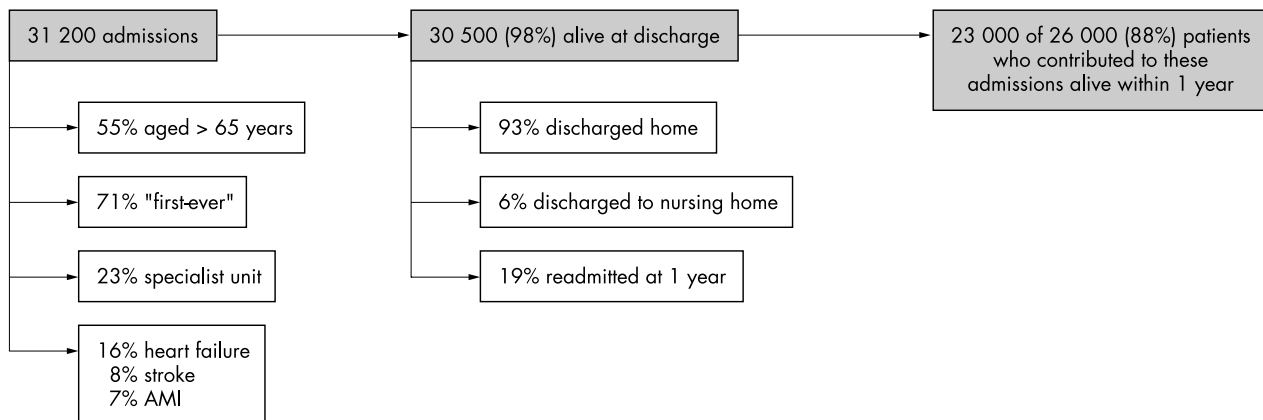 31 200 admissions
55% aged > 65 years
71% "first-ever"
23% specialist unit
16% heart failure
8% stroke
7% AMI
30 500 (98%) alive at discharge
93% discharged home
6% discharged to nursing home
19% readmitted at 1 year
23 000 of 26 000 (88%) patients
who contributed to these
admissions alive within 1 year